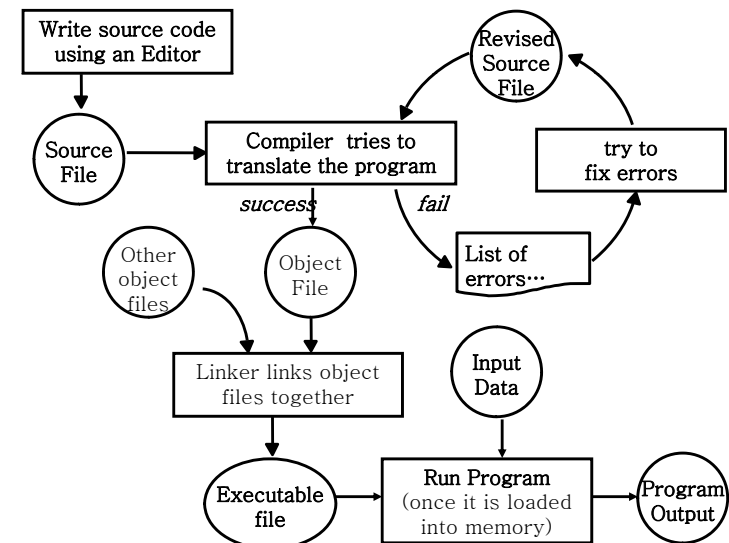 Write source code
using an Editor
Source
File
Compiler tries to
translate the program
Revised
Source
File
try to
fix errors
success
fail
List of
errors…
Other
object
files
Object
File
Linker links object
files together
Input
Data
Executable
file
Run Program
(once it is loaded
into memory)
Program
Output